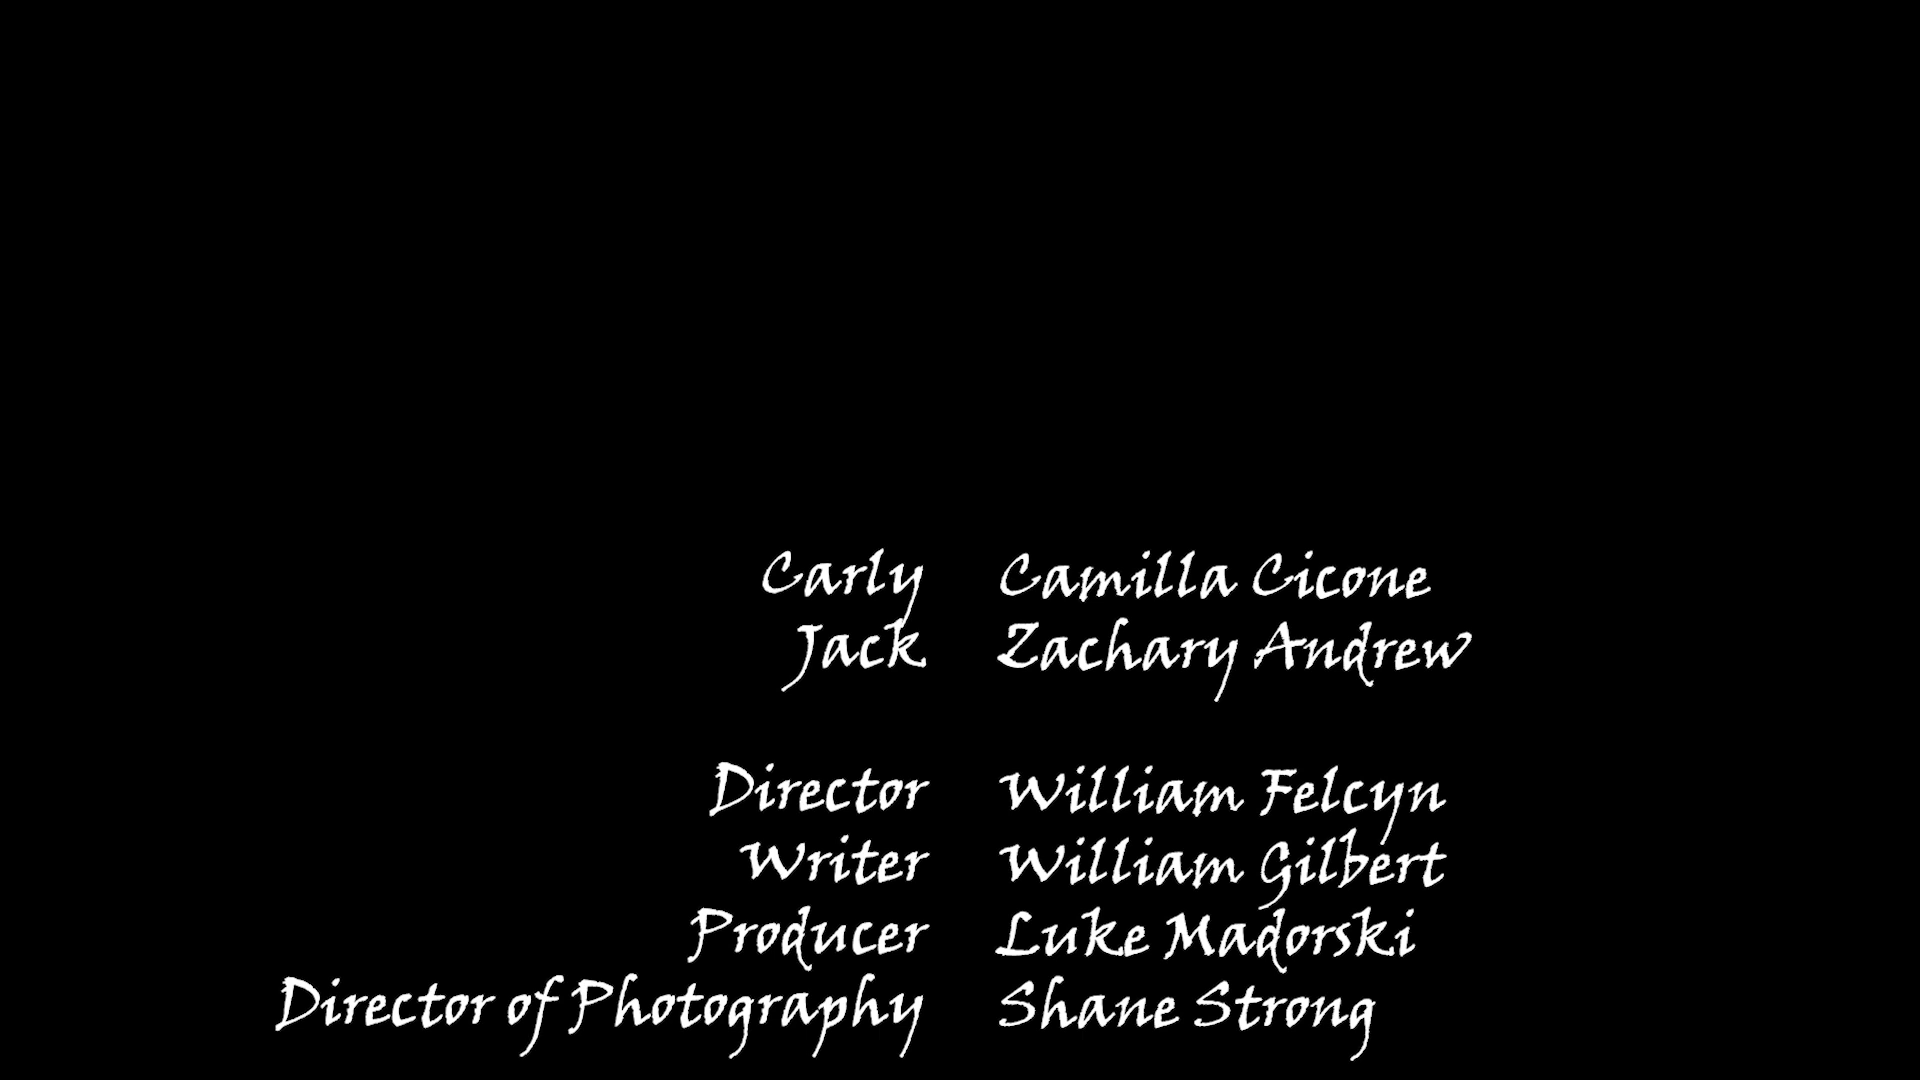 Carly Camilla Cicone
Jack Zachary Andrew
Director William Felcyn
Writer William Gilbert
Producer Luke Madorski
Director of Photography Shane Strong